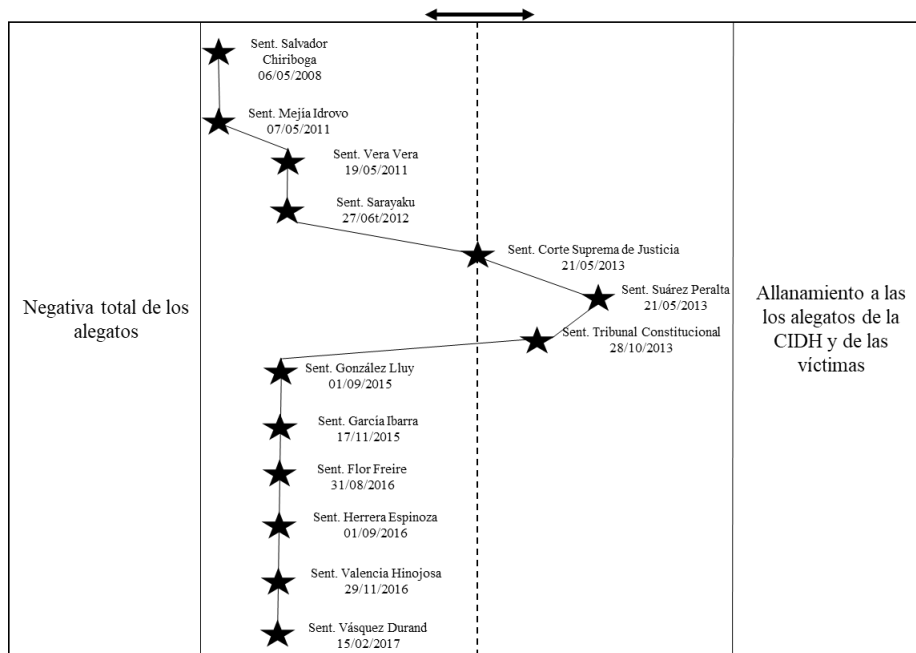 Sent. Salvador
Chiriboga
06/05/2008
Sent. Mejía Idrovo
07/05/2011
Sent. Vera Vera
19/05/2011
Sent. Sarayaku
27/06t/2012
Sent. Corte Suprema de Justicia
21/05/2013
Negativa total de los
alegatos
Sent. Suárez Peralta
21/05/2013
Allanamiento a las
los alegatos de la
CIDH y de las
víctimas
Sent. Tribunal Constitucional
28/10/2013
Sent. González Lluy
01/09/2015
Sent. García Ibarra
17/11/2015
Sent. Flor Freire
31/08/2016
Sent. Herrera Espinoza
01/09/2016
Sent. Valencia Hinojosa
29/11/2016
Sent. Vásquez Durand
15/02/2017